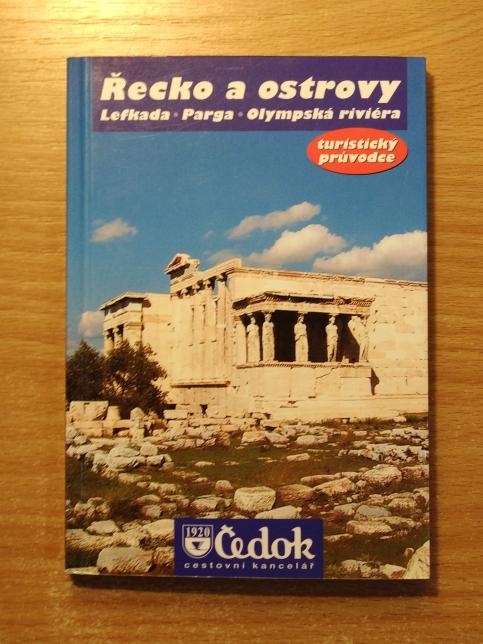 Řecko a ostrovy
Lefkada • Parga • Olympská riviéra
turistický
průvodce
1920
Čedok
cestovní kancelář